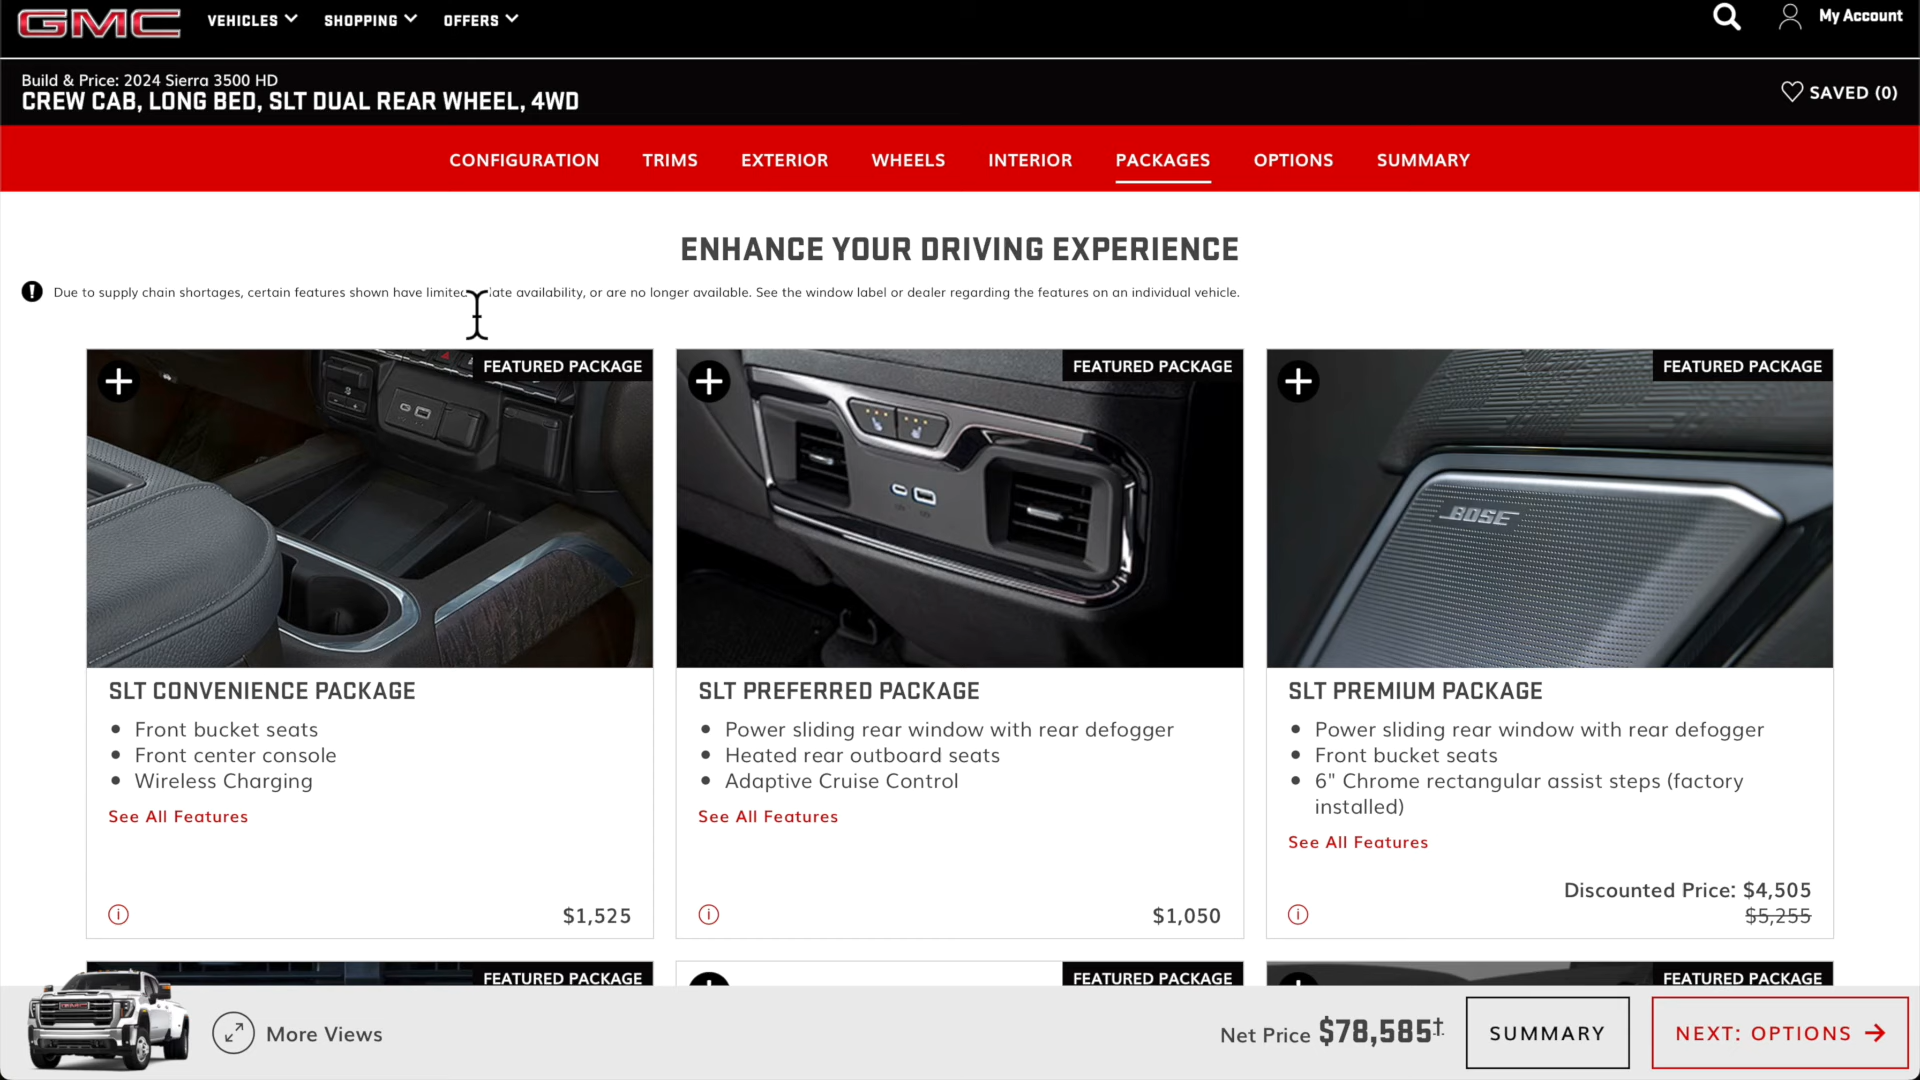 GMC
VEHICLES
SHOPPING
OFFERS
My Account
Build & Price: 2024 Sierra 3500 HD
CREW CAB, LONG BED, SLT DUAL REAR WHEEL, 4WD
SAVED (0)
CONFIGURATION
TRIMS
EXTERIOR
WHEELS
INTERIOR
PACKAGES
OPTIONS
SUMMARY
ENHANCE YOUR DRIVING EXPERIENCE
Due to supply chain shortages, certain features shown have limited late availability, or are no longer available. See the window label or dealer regarding the features on an individual vehicle.
FEATURED PACKAGE
FEATURED PACKAGE
FEATURED PACKAGE
BOSE
SLT CONVENIENCE PACKAGE
• Front bucket seats
• Front center console
• Wireless Charging
See All Features
$1,525
SLT PREFERRED PACKAGE
• Power sliding rear window with rear defogger
• Heated rear outboard seats
• Adaptive Cruise Control
See All Features
$1,050
SLT PREMIUM PACKAGE
• Power sliding rear window with rear defogger
• Front bucket seats
• 6" Chrome rectangular assist steps (factory
installed)
See All Features
Discounted Price: $4,505
$5,255
FEATURED PACKAGE
FEATURED PACKAGE
FEATURED PACKAGE
GMC
More Views
Net Price $78,585†.
SUMMARY
NEXT: OPTIONS